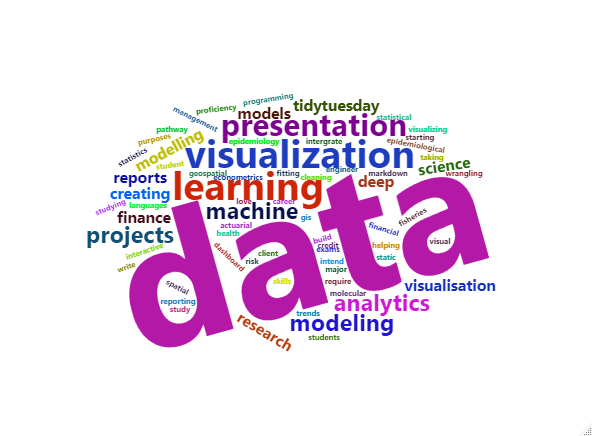 programming
proficiency
management
models
tidytuesday
statistical
presentation
pathway
visualizing
starting
purposes
modelling
epidemiology
intergrate
epidemiological
statistics
visualization
taking
student
science
geospatial
econometrics
fitting
engineer
markdown
wrangling
reports
learning
cleaning
deep
creating
love
career
studying
languages
machine
gis
fisheries
finance
actuarial
financial
projects
health
build
visual
interactive
dashboard
client
credit
exams
helping
write
risk
intend
static
data
major
spatial
skills
require
visualisation
reporting
molecular
study
analytics
trends
modeling
research
students